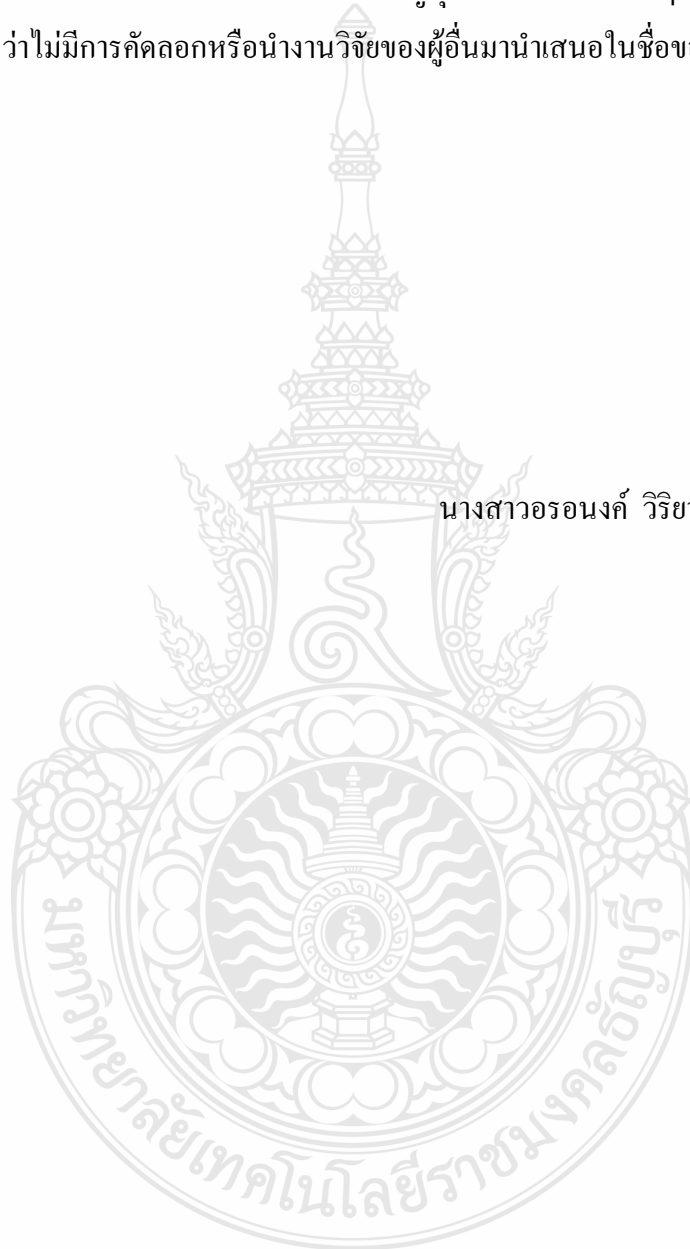 ว่าไม่มีการคัดลอกหรือนำงานวิจัยของผู้อื่นมานำเสนอในชื่อ
นางสาวอรอนงค์
มหาวิทยาลัยเทคโนโลยีราชมงคลธัญบุรี